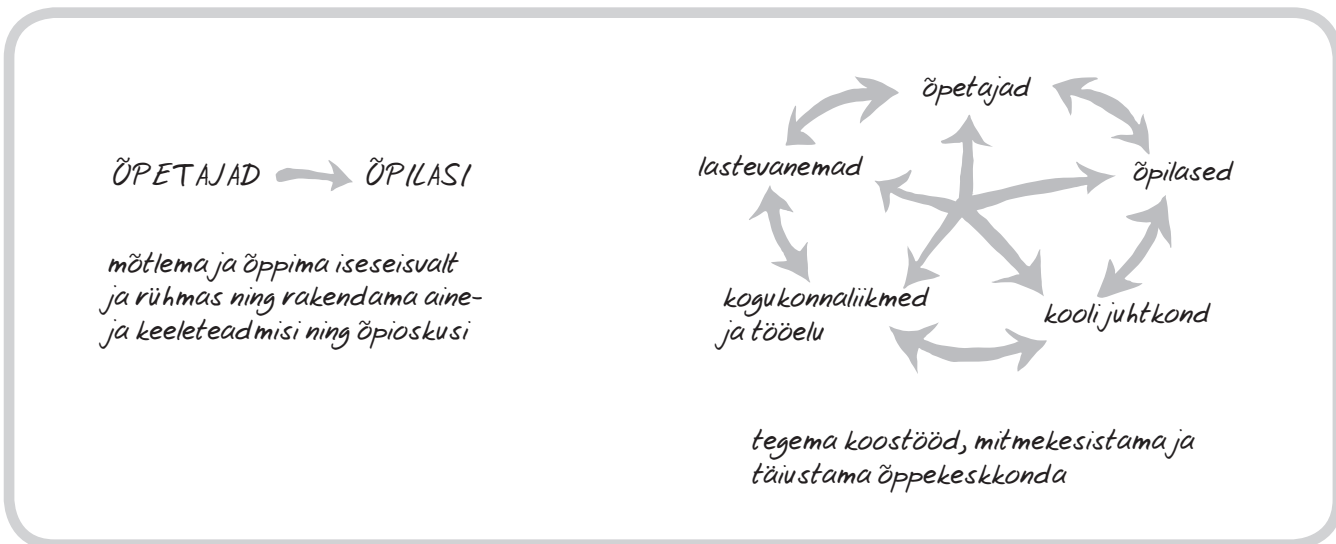 ÕPETAJAD ÕPILASI
mõtlema ja õppima iseseisvalt
ja rühmas ning rakendama aine-
ja keeleteadmisi ning õpioskusi
õpetajad
lastevanemad
õpilased
kogukonnaliikmed
ja tööelu
kooli juhtkond
tegema koostööd, mitmekesistama ja
täiustama õppekeskkonda